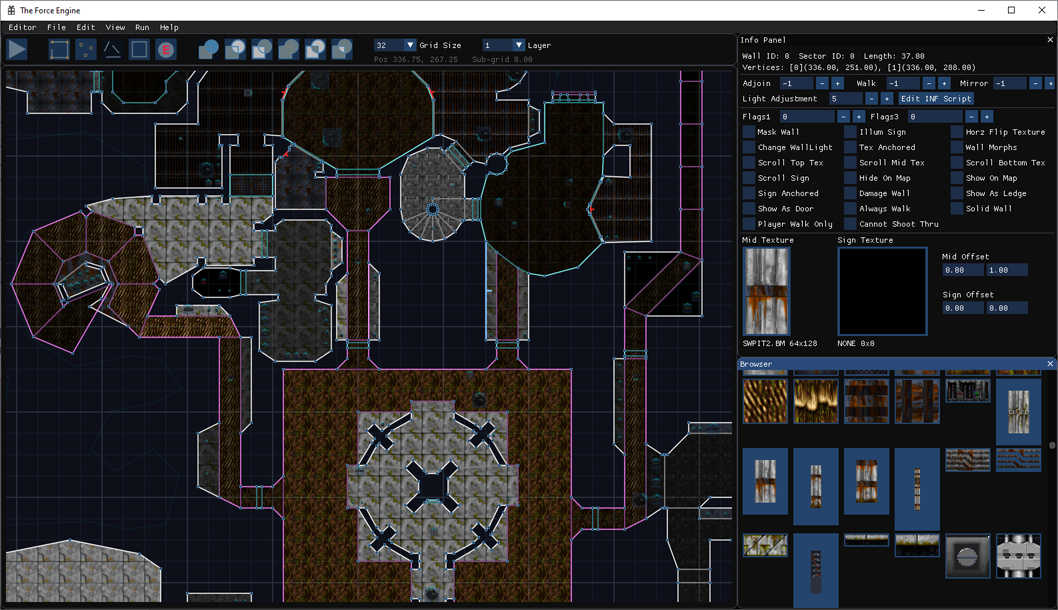 The Force Engine
Editor File Edit View Run Help
E 32 Grid Size 1 Layer
Pos 336.75, 267.25 Sub-grid 0.00
Info Panel
Wall ID: 0 Sector ID: 0 Length: 37.00
Vertices: [0](336.00, 251.00), [1](336.00, 288.00)
Adjoin -1 - + Walk -1 - + Mirror -1 - +
Light Adjustment 5 - + Edit INF Script
Flags1 0 - + Flags3 0 - +
Mask Wall Illum Sign Horz Flip Texture
Change WallLight Tex Anchored Wall Morphs
Scroll Top Tex Scroll Mid Tex Scroll Bottom Tex
Scroll Sign Hide On Map Show On Map
Sign Anchored Damage Wall Show As Ledge
Show As Door Always Walk Solid Wall
Player Walk Only Cannot Shoot Thru
Mid Texture Sign Texture
Mid Offset
0.00 1.00
Sign Offset
0.00 0.00
SWPIT2.BM 64x128 NONE 0x0
Browser